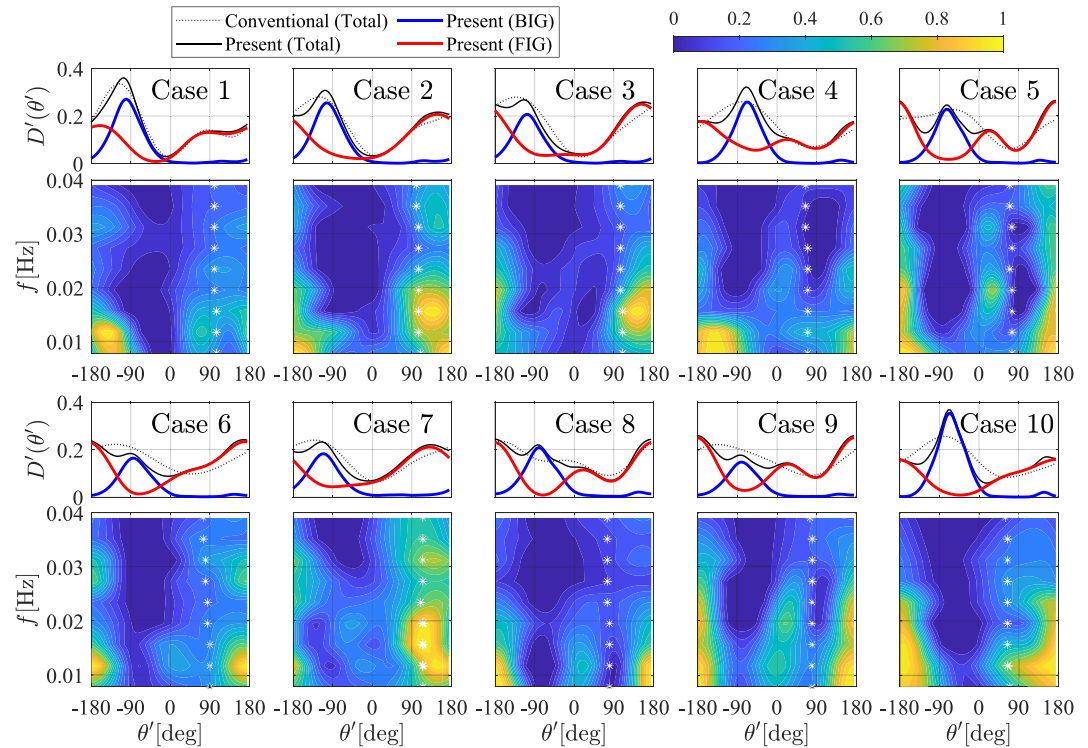 Conventional (Total) Present (BIG)
Present (Total) Present (FIG)
0 0.2 0.4 0.6 0.8 1
Case 1 Case 2 Case 3 Case 4 Case 5
D′(θ′)
0.4
0.2
0
f [Hz]
0.04
0.03
0.02
0.01
-180 -90 0 90 180 -180 -90 0 90 180 -180 -90 0 90 180 -180 -90 0 90 180 -180 -90 0 90 180
Case 6 Case 7 Case 8 Case 9 Case 10
D′(θ′)
0.4
0.2
0
f [Hz]
0.04
0.03
0.02
0.01
-180 -90 0 90 180 -180 -90 0 90 180 -180 -90 0 90 180 -180 -90 0 90 180 -180 -90 0 90 180
θ′ [deg] θ′ [deg] θ′ [deg] θ′ [deg] θ′ [deg]